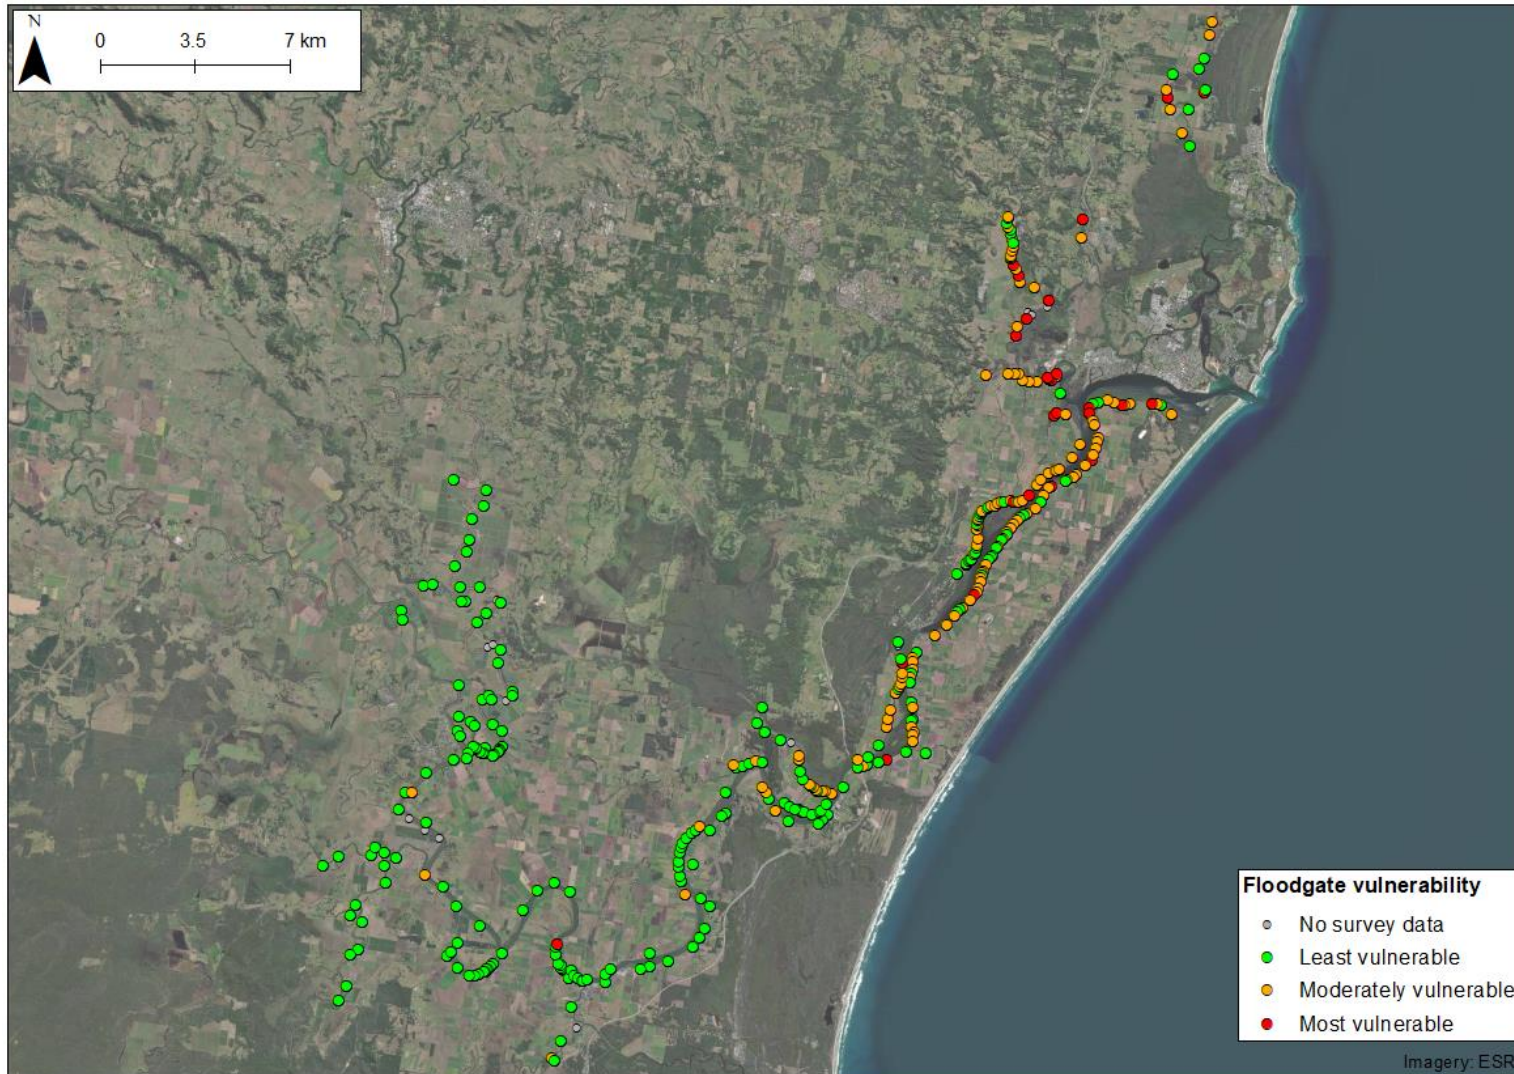 N
0 3.5 7 km
Floodgate vulnerability
No survey data
Least vulnerable
Moderately vulnerable
Most vulnerable
Imagery: ESR